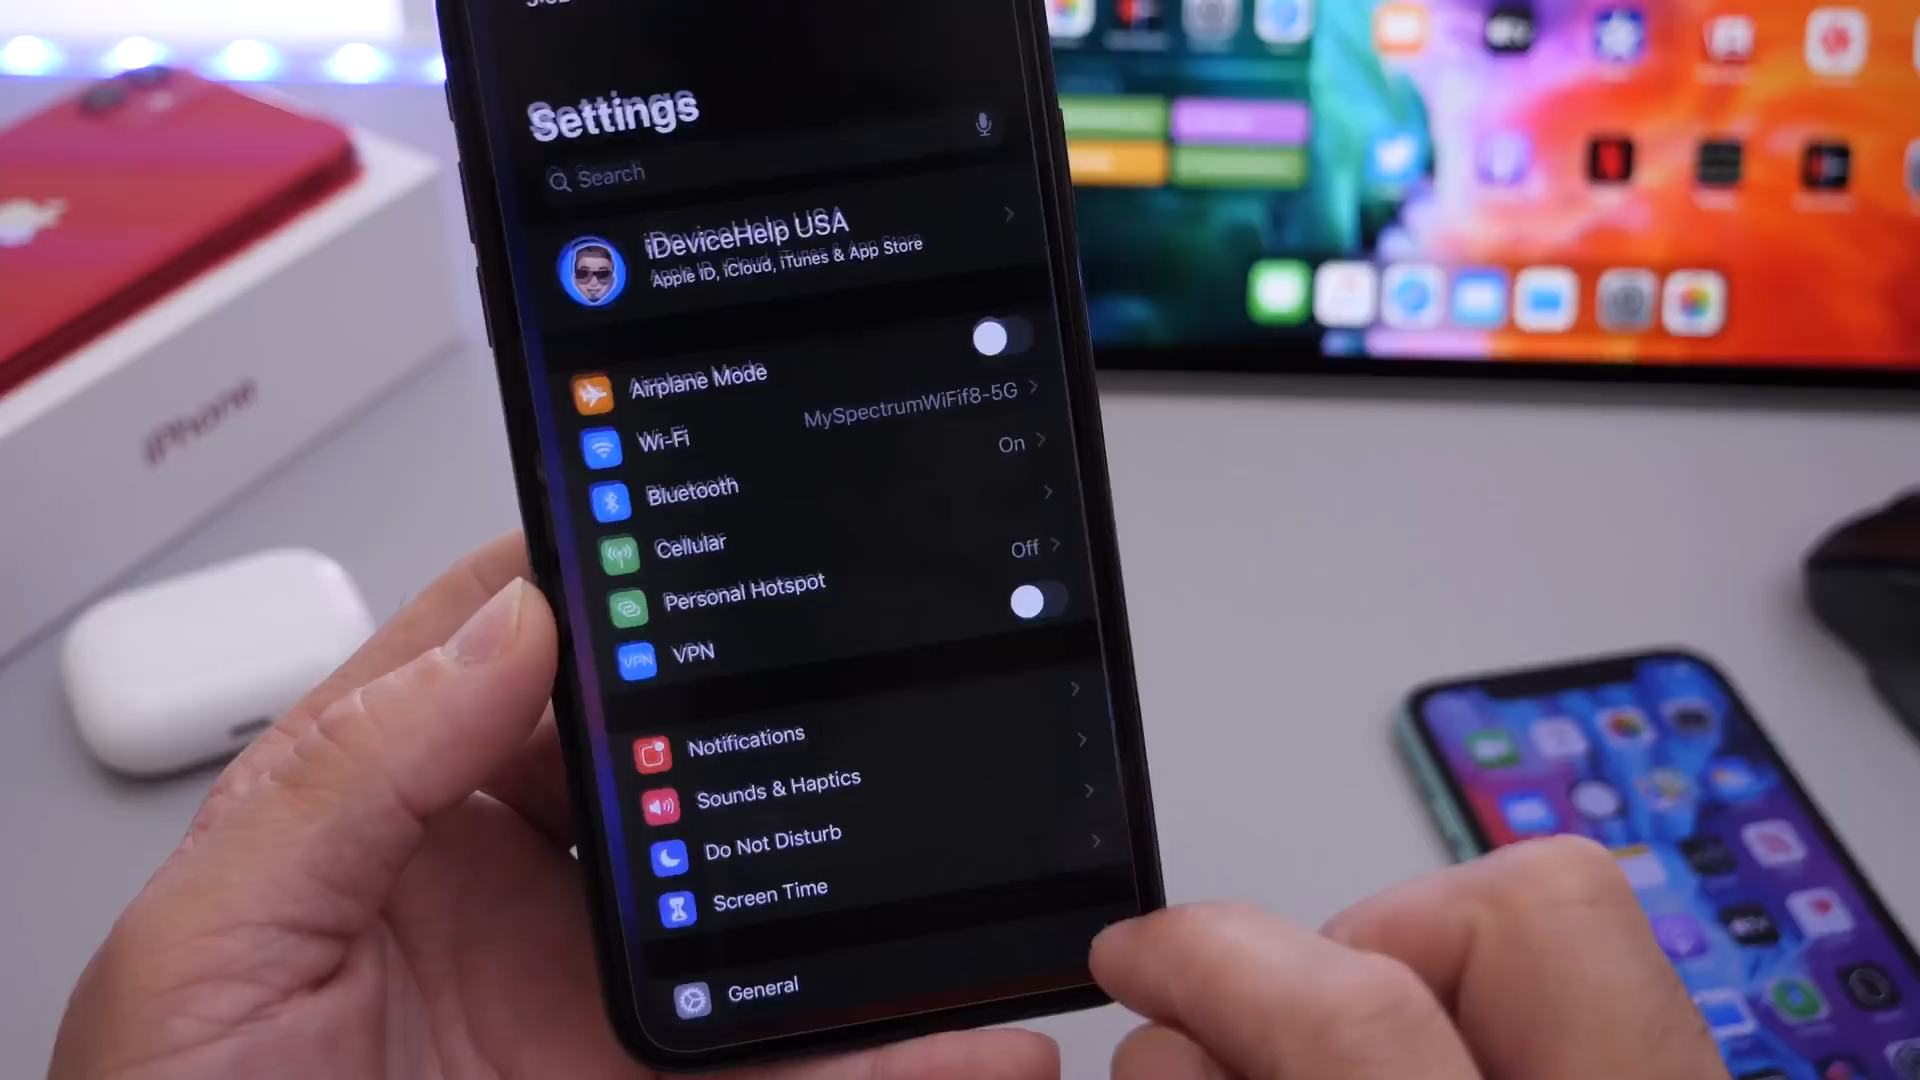 Settings
Search
iDeviceHelp USA
Apple ID, iCloud, iTunes & App Store
Airplane Mode
Wi-Fi MySpectrumWiFif8-5G
Bluetooth On
Cellular
Personal Hotspot Off
VPN VPN
Notifications
Sounds & Haptics
Do Not Disturb
Screen Time
General
iPhone